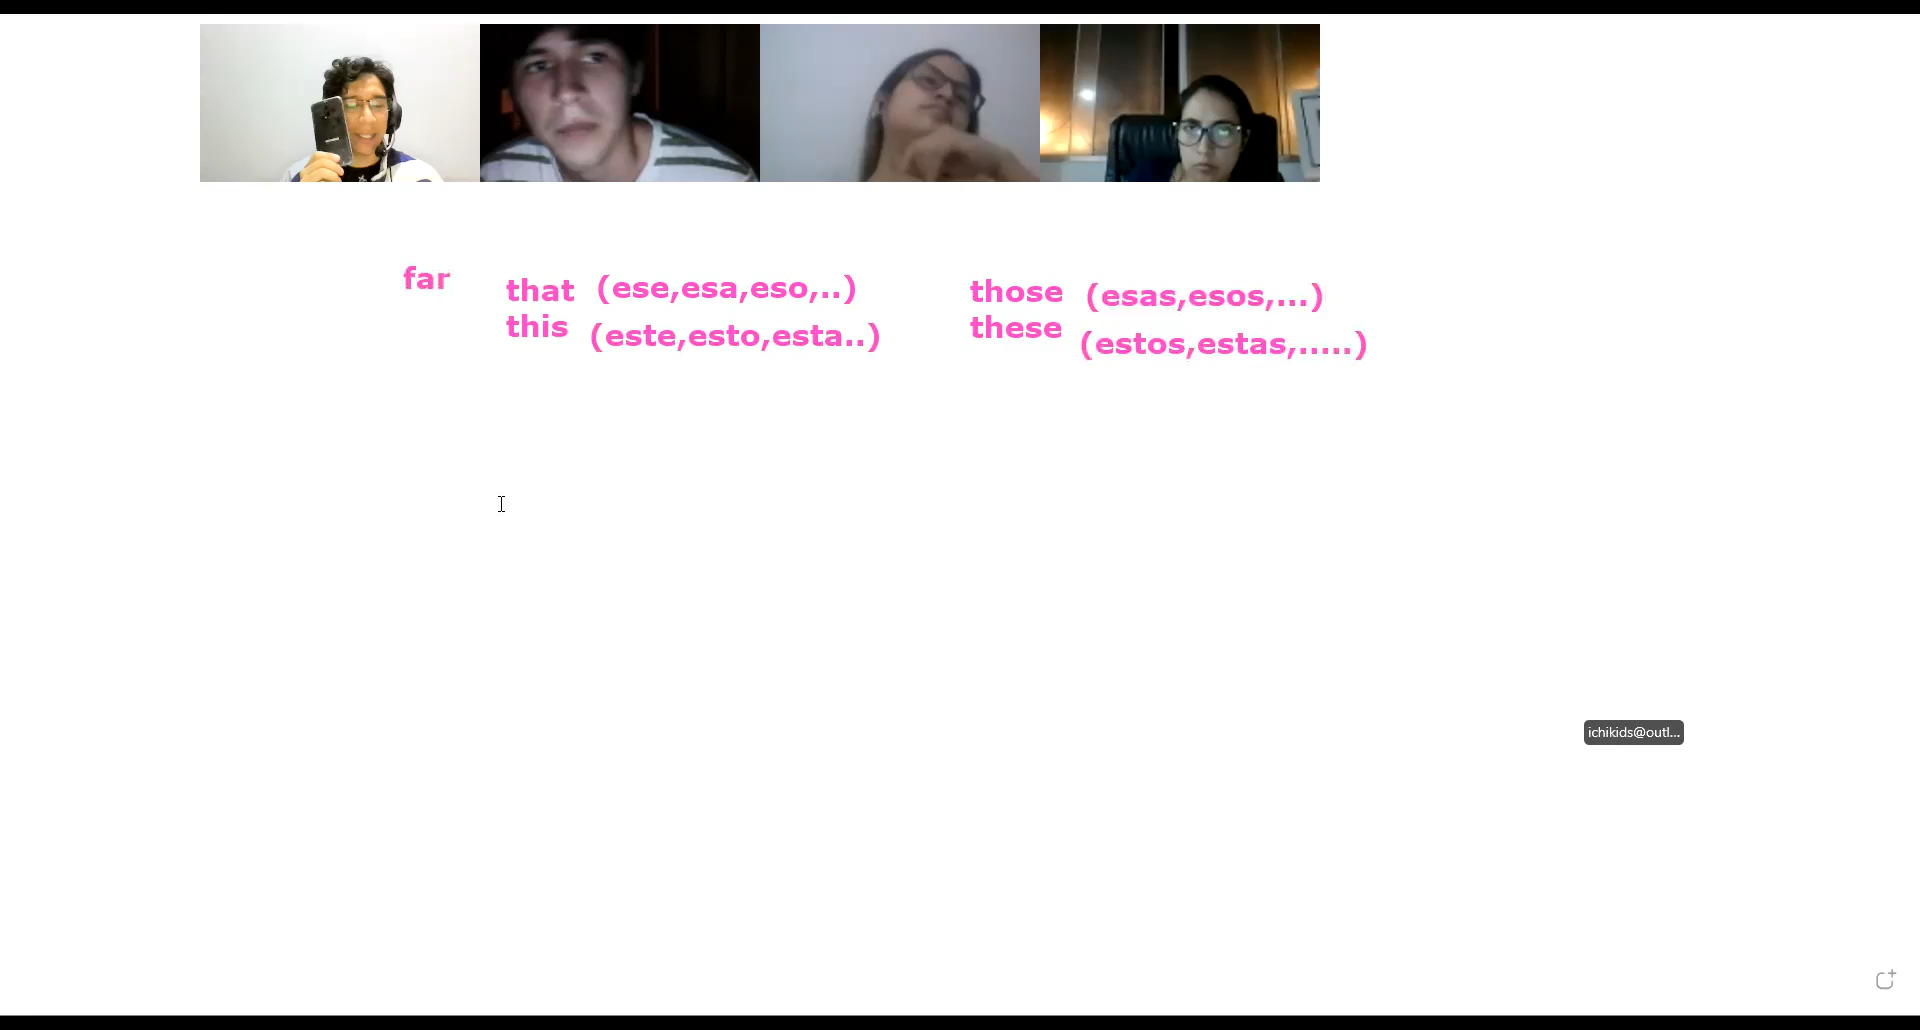 far
that (ese,esa,eso,..)
this (este,esto,esta..)
those (esas,esos,...)
these (estos,estas,.....)
ichikids@outl...